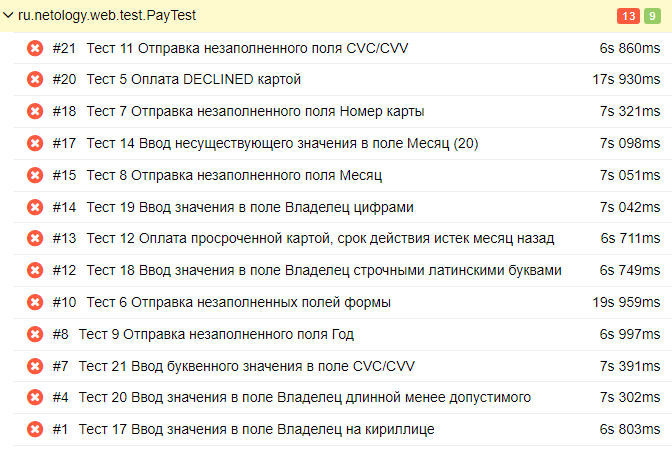 ru.netology.web.test.PayTest 13 9
#21 Тест 11 Отправка незаполненного поля CVC/CVV 6s 860ms
#20 Тест 5 Оплата DECLINED картой 17s 930ms
#18 Тест 7 Отправка незаполненного поля Номер карты 7s 321ms
#17 Тест 14 Ввод несуществующего значения в поле Месяц (20) 7s 098ms
#15 Тест 8 Отправка незаполненного поля Месяц 7s 051ms
#14 Тест 19 Ввод значения в поле Владелец цифрами 7s 042ms
#13 Тест 12 Оплата просроченной картой, срок действия истек месяц назад 6s 711ms
#12 Тест 18 Ввод значения в поле Владелец строчными латинскими буквами 6s 749ms
#10 Тест 6 Отправка незаполненных полей формы 19s 959ms
#8 Тест 9 Отправка незаполненного поля Год 6s 997ms
#7 Тест 21 Ввод буквенного значения в поле CVC/CVV 7s 391ms
#4 Тест 20 Ввод значения в поле Владелец длинной менее допустимого 7s 302ms
#1 Тест 17 Ввод значения в поле Владелец на кириллице 6s 803ms